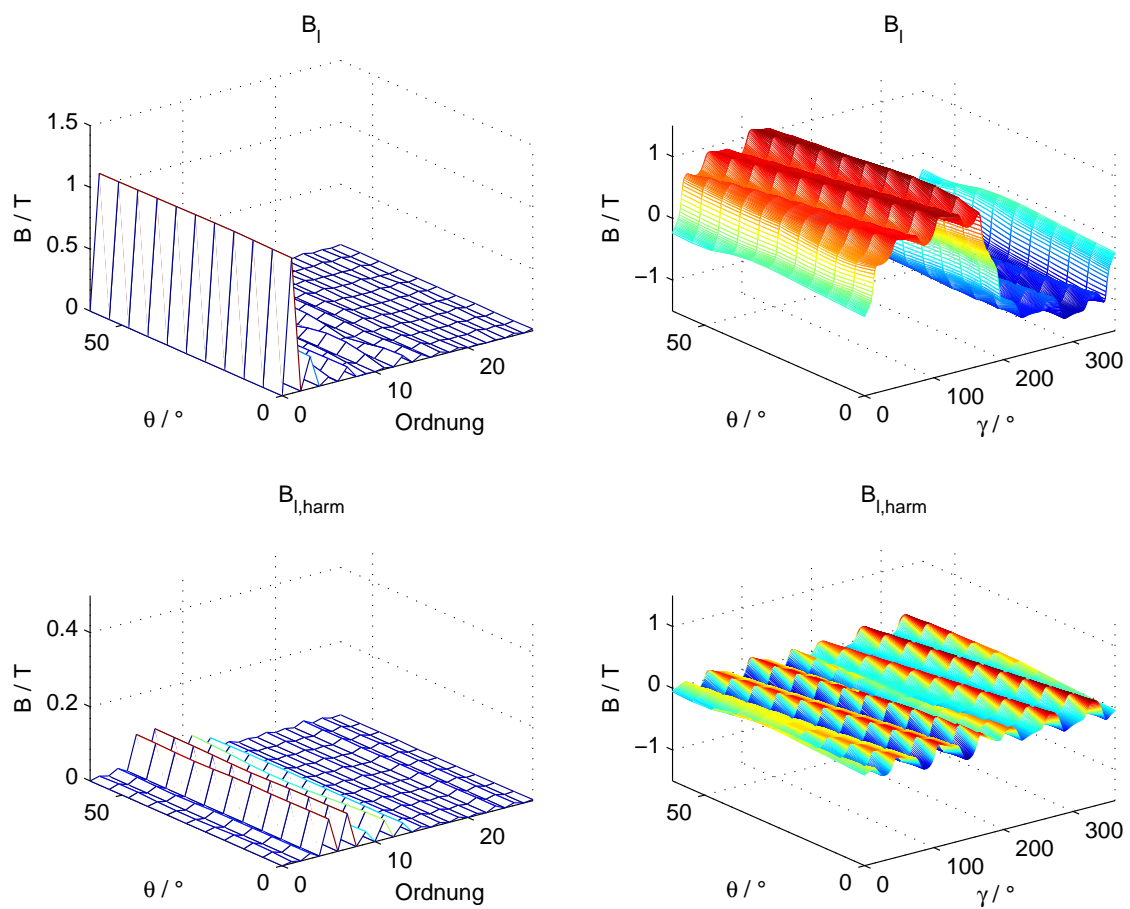 B_l
1.5
1
0.5
0
50
0
0
10
20
B / T
θ / °
Ordnung
B_l
1
0
−1
50
0
0
100
200
300
B / T
θ / °
γ / °
B_l,harm
0.4
0.2
0
50
0
0
10
20
B / T
θ / °
Ordnung
B_l,harm
1
0
−1
50
0
0
100
200
300
B / T
θ / °
γ / °